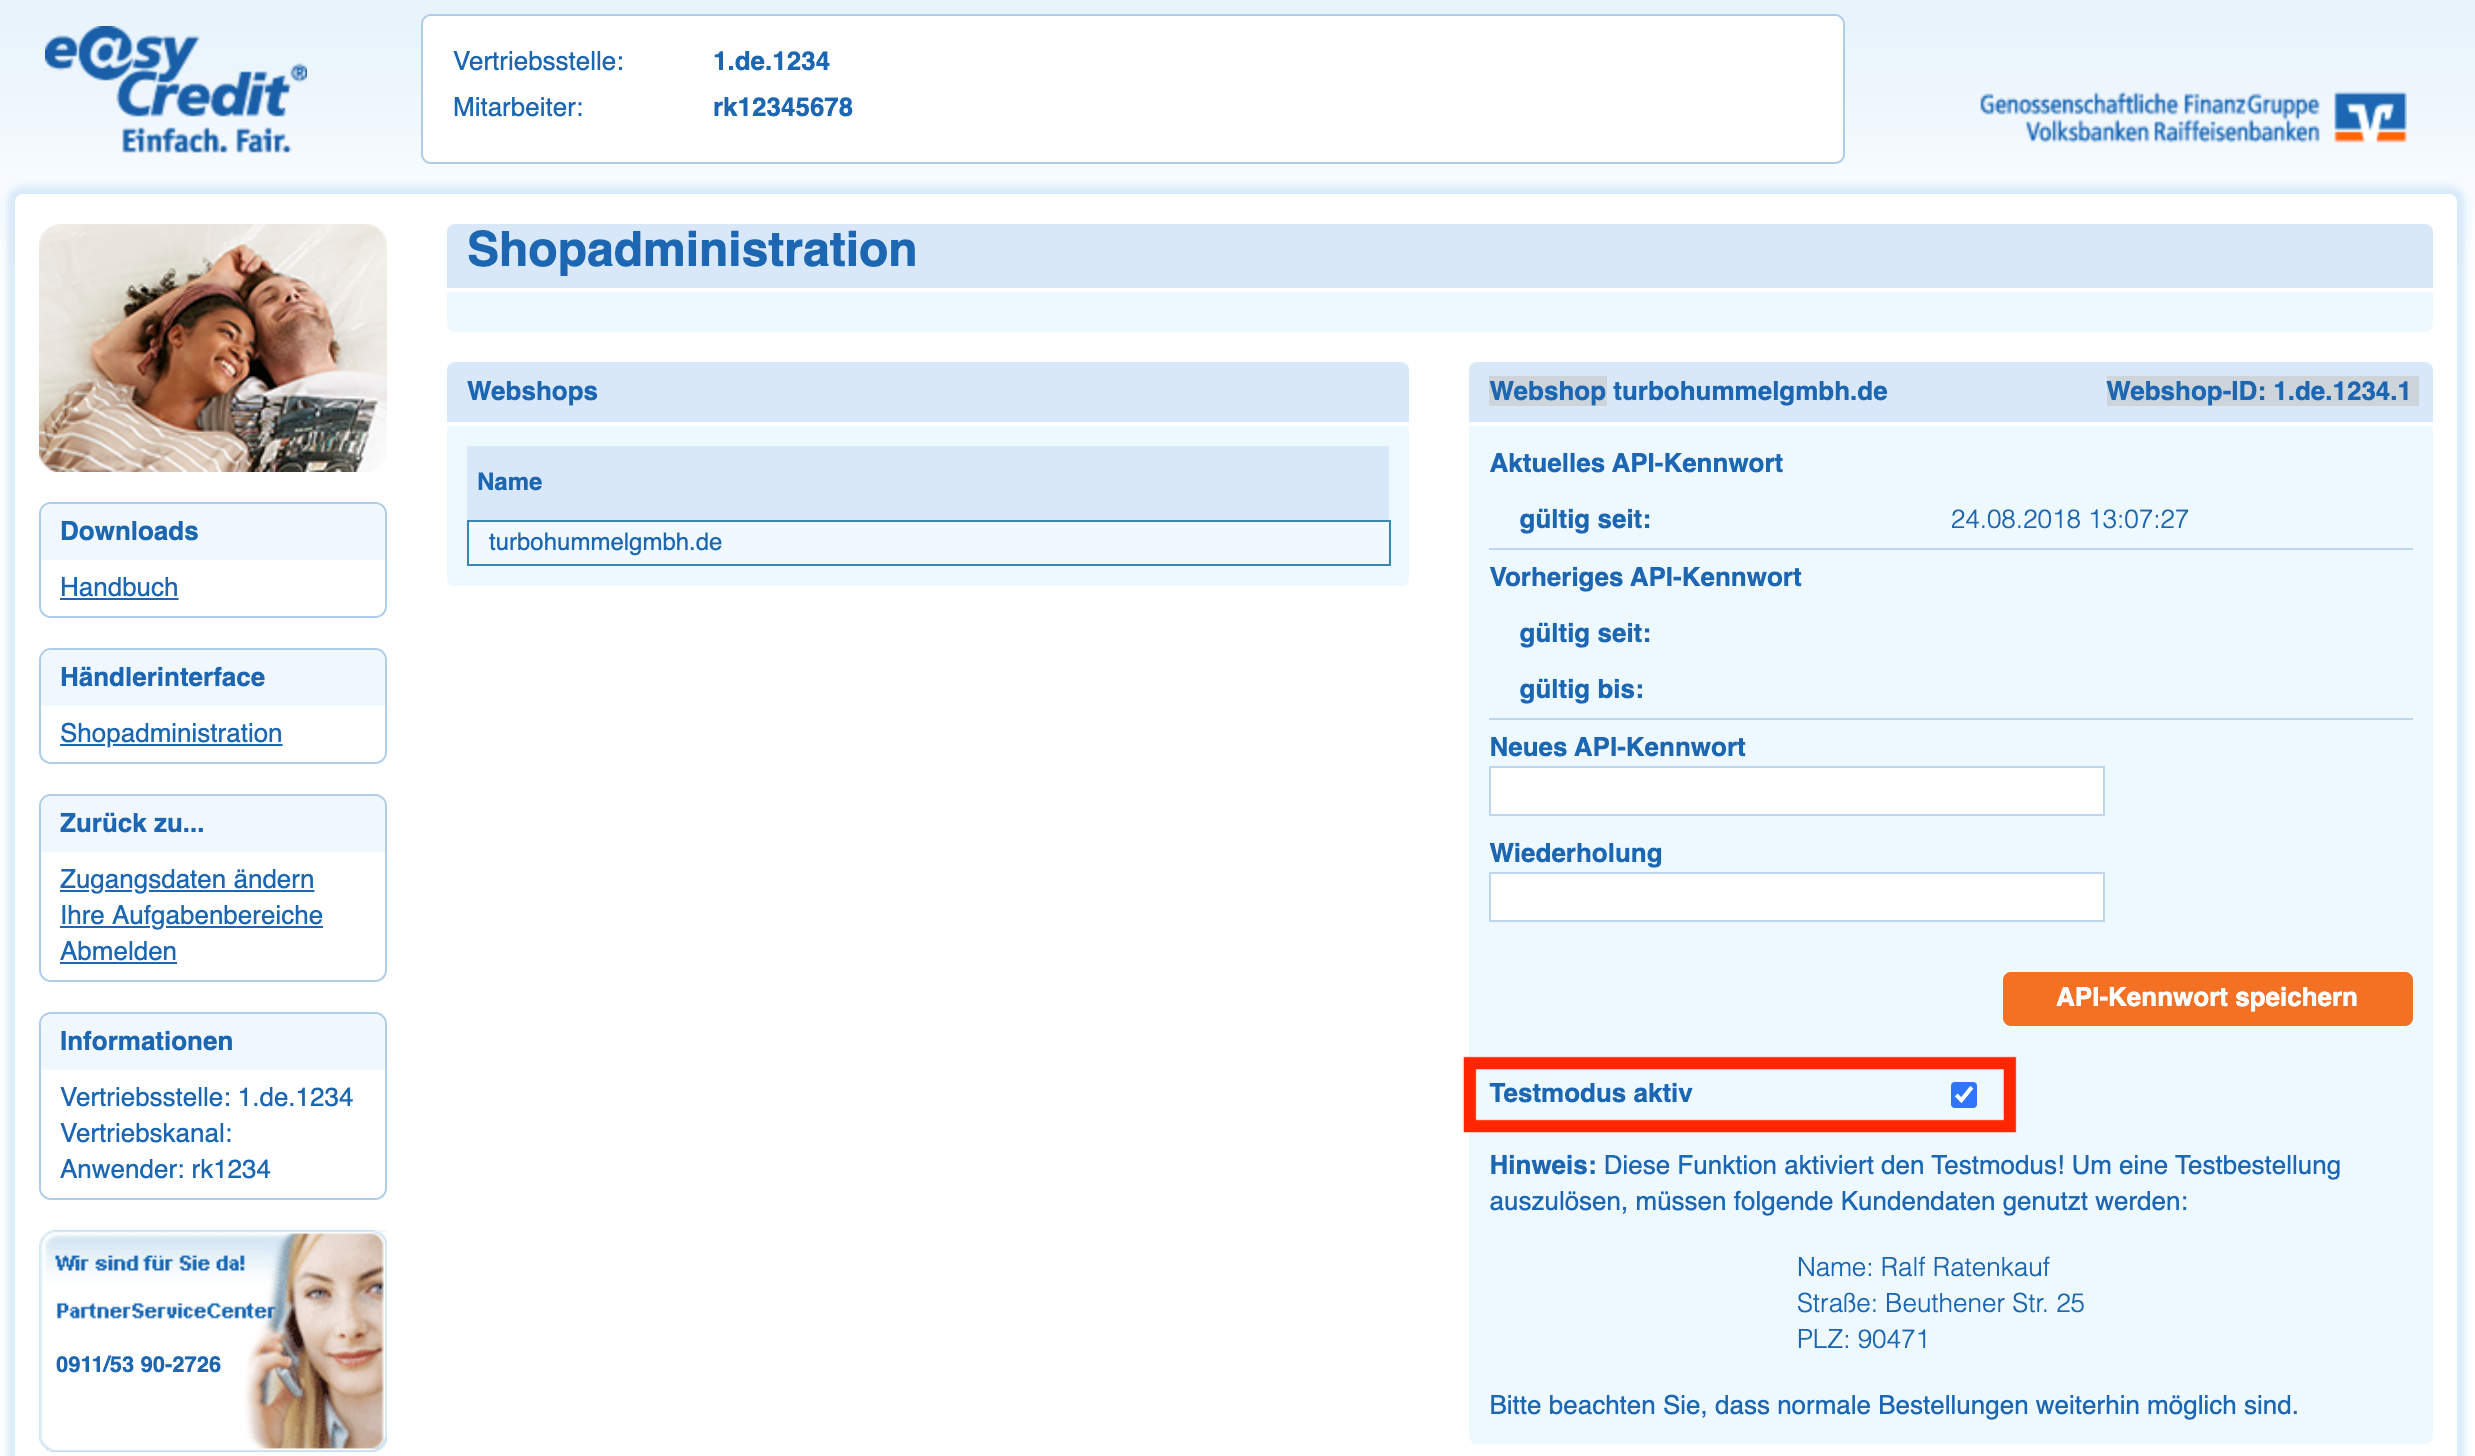 e@sy
Credit®
Einfach. Fair.
Vertriebsstelle: 1.de.1234
Mitarbeiter: rk12345678
Genossenschaftliche FinanzGruppe
Volksbanken Raiffeisenbanken
Shopadministration
Downloads
Handbuch
Händlerinterface
Shopadministration
Zurück zu...
Zugangsdaten ändern
Ihre Aufgabenbereiche
Abmelden
Informationen
Vertriebsstelle: 1.de.1234
Vertriebskanal:
Anwender: rk1234
Wir sind für Sie da!
PartnerServiceCenter
0911/53 90-2726
Webshops
Name
turbohummelgmbh.de
Webshop turbohummelgmbh.de Webshop-ID: 1.de.1234.1
Aktuelles API-Kennwort
gültig seit: 24.08.2018 13:07:27
Vorheriges API-Kennwort
gültig seit:
gültig bis:
Neues API-Kennwort
Wiederholung
API-Kennwort speichern
Testmodus aktiv
Hinweis: Diese Funktion aktiviert den Testmodus! Um eine Testbestellung
auszulösen, müssen folgende Kundendaten genutzt werden:
Name: Ralf Ratenkauf
Straße: Beuthener Str. 25
PLZ: 90471
Bitte beachten Sie, dass normale Bestellungen weiterhin möglich sind.